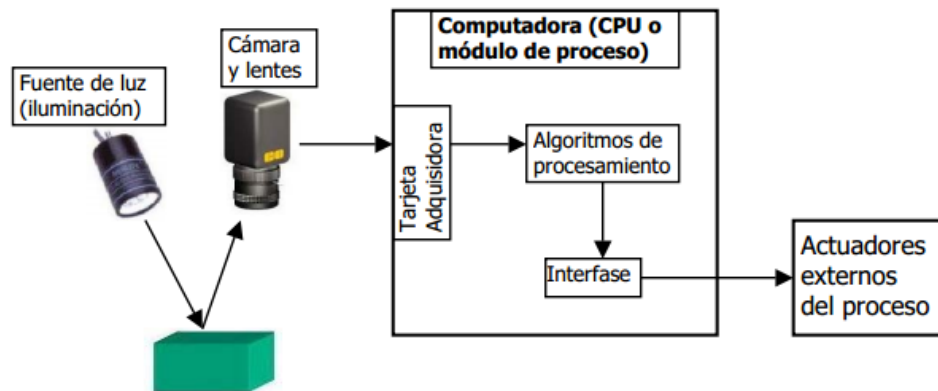 Fuente de luz
(iluminación)
Cámara
y lentes
Computadora (CPU o
módulo de proceso)
Tarjeta
Adquisidora
Algoritmos de
procesamiento
Interfase
Actuadores
externos
del proceso